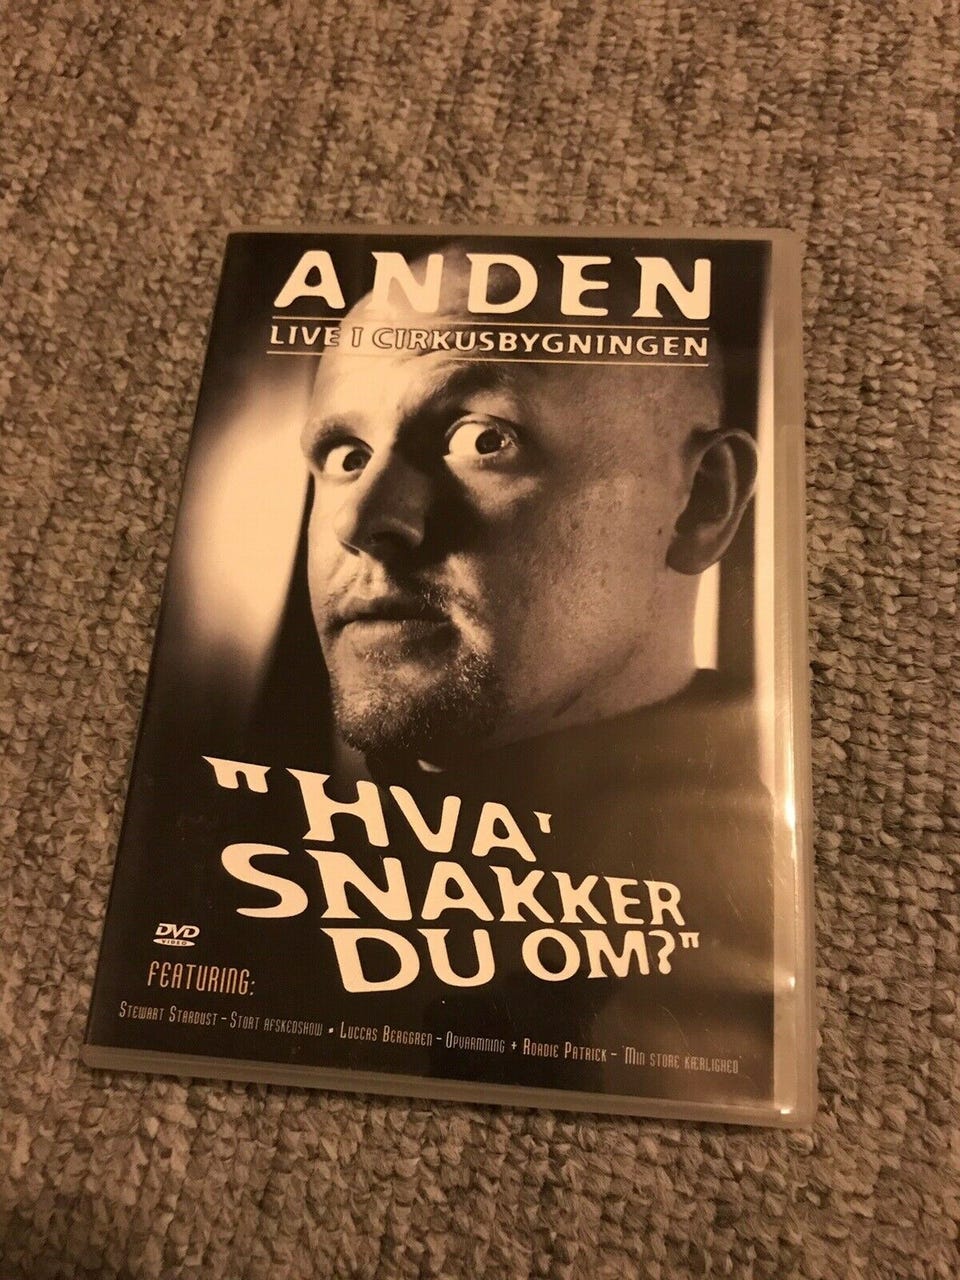 ANDEN
LIVE I CIRKUSBYGNINGEN
"HVA'
SNAKKER
DU OM?"
DVD
VIDEO
FEATURING:
STEWART STARDUST – STORT AFSKEDSHOW • LUCCAS BERGGREN – OPVARMNING + ROADIE PATRICK – 'MIN STORE KÆRLIGHED'